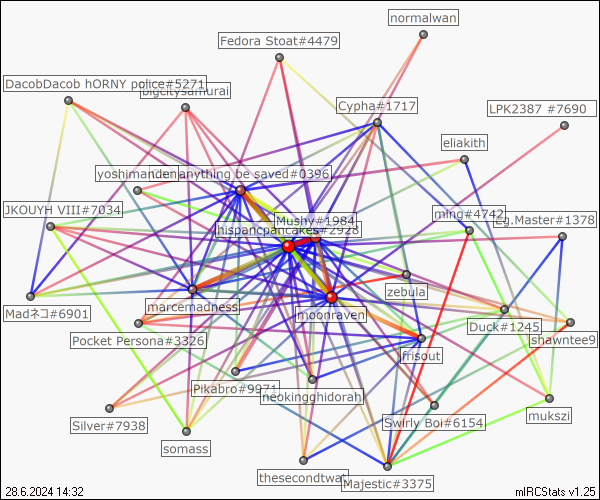 normalwan
Fedora Stoat#4479
DacobDacob hORNY police#5271
bigcitysamurai
Cypha#1717
LPK2387 #7690
eliakith
yoshimander
anything be saved#0396
JKOUYH VIII#7034
Mushy#1984
ming#4742
Eg.Master#1378
hispancpancakes#2928
Madネコ#6901
marcemadness
zebula
moonraven
Duck#1245
Pocket Persona#3326
shawntee9
frisout
Pikabro#9971
neokingghidorah
mukszi
Silver#7938
Swirly Boi#6154
somass
thesecondtwat
Majestic#3375
28.6.2024 14:32
mIRCStats v1.25